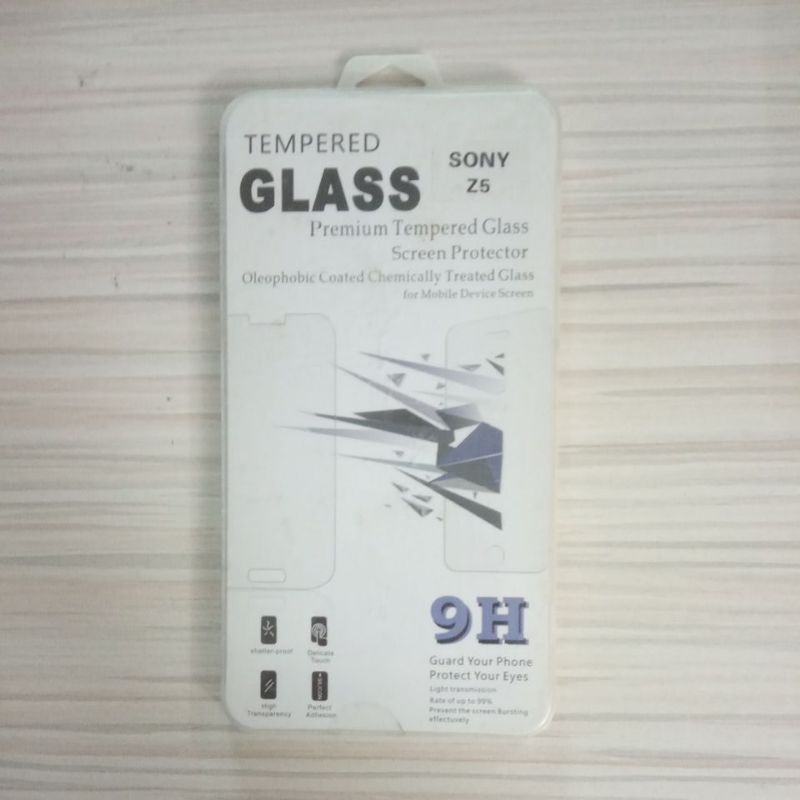 TEMPERED
GLASS
SONY
Z5
Premium Tempered Glass
Screen Protector
Oleophobic Coated Chemically Treated Glass
for Mobile Device Screen
9H
Guard Your Phone
Protect Your Eyes
Light transmission
Rate of up to 99%
Prevent the screen Bursting
effectively
shatter-proof
Delicate
Touch
High
Transparency
SILICON
Perfect
Adhesion